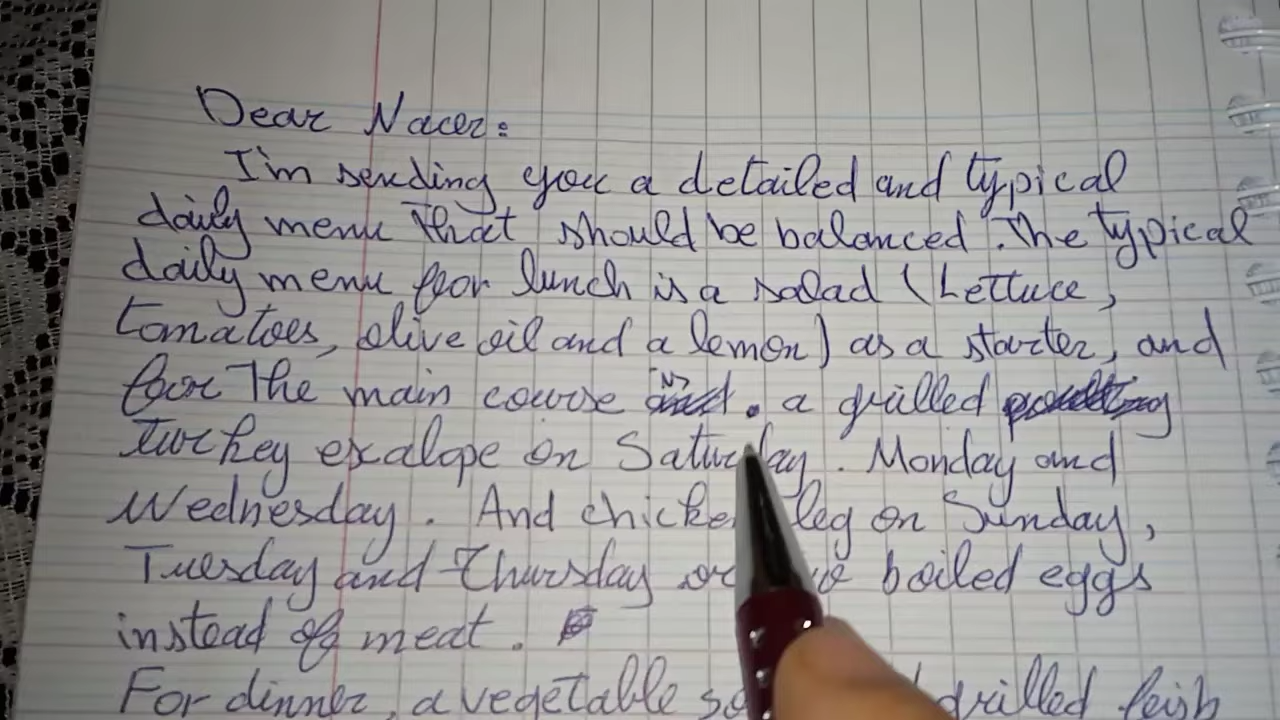 Dear Nacer:
I'm sending you a detailed and typical
daily menu that should be balanced. The typical
daily menu for lunch is a salad (Lettuce,
tomatoes, olive oil and a lemon) as a starter, and
for The main course is . a grilled
turkey exalope on Saturday . Monday and
Wednesday . And chicken leg on Sunday,
Tuesday and Thursday or boiled eggs
instead of meat .
For dinner, a vegetable grilled fish